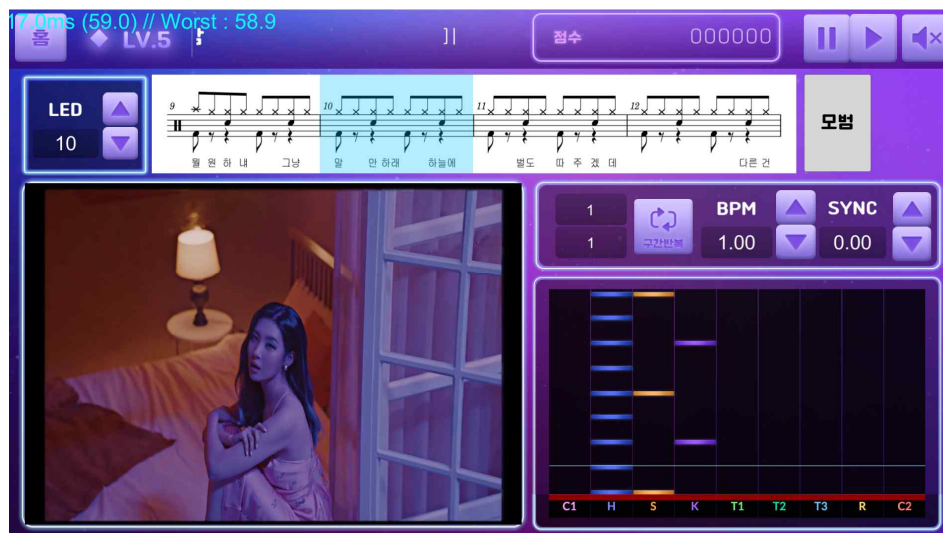 17.0ms (59.0) // Worst : 58.9
홈
LV.5
점수
000000
LED
10
9
10
11
12
월 원 하 내 그냥 말 만 하래 하늘에 별도 따 주 겠 데 다른 건
모범
1
1
구간반복
BPM
1.00
SYNC
0.00
C1 H S K T1 T2 T3 R C2